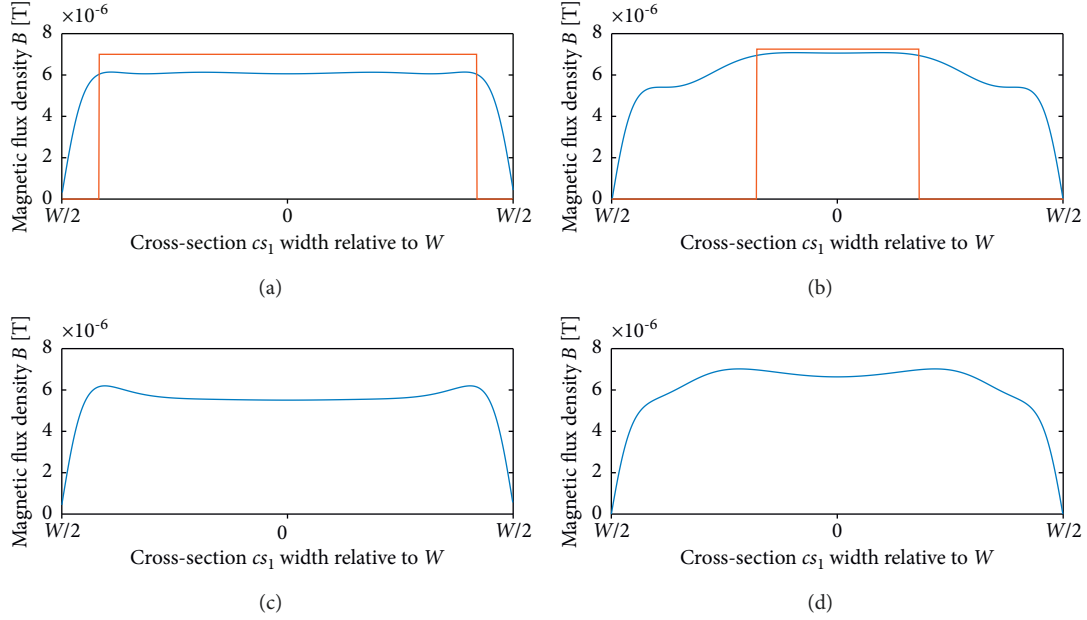 ×10-6
Magnetic flux density B [T]
8
6
4
2
0
W/2
0
W/2
Cross-section cs1 width relative to W
(a)
×10-6
Magnetic flux density B [T]
8
6
4
2
0
W/2
0
W/2
Cross-section cs1 width relative to W
(b)
×10-6
Magnetic flux density B [T]
8
6
4
2
0
W/2
0
W/2
Cross-section cs1 width relative to W
(c)
×10-6
Magnetic flux density B [T]
8
6
4
2
0
W/2
0
W/2
Cross-section cs1 width relative to W
(d)